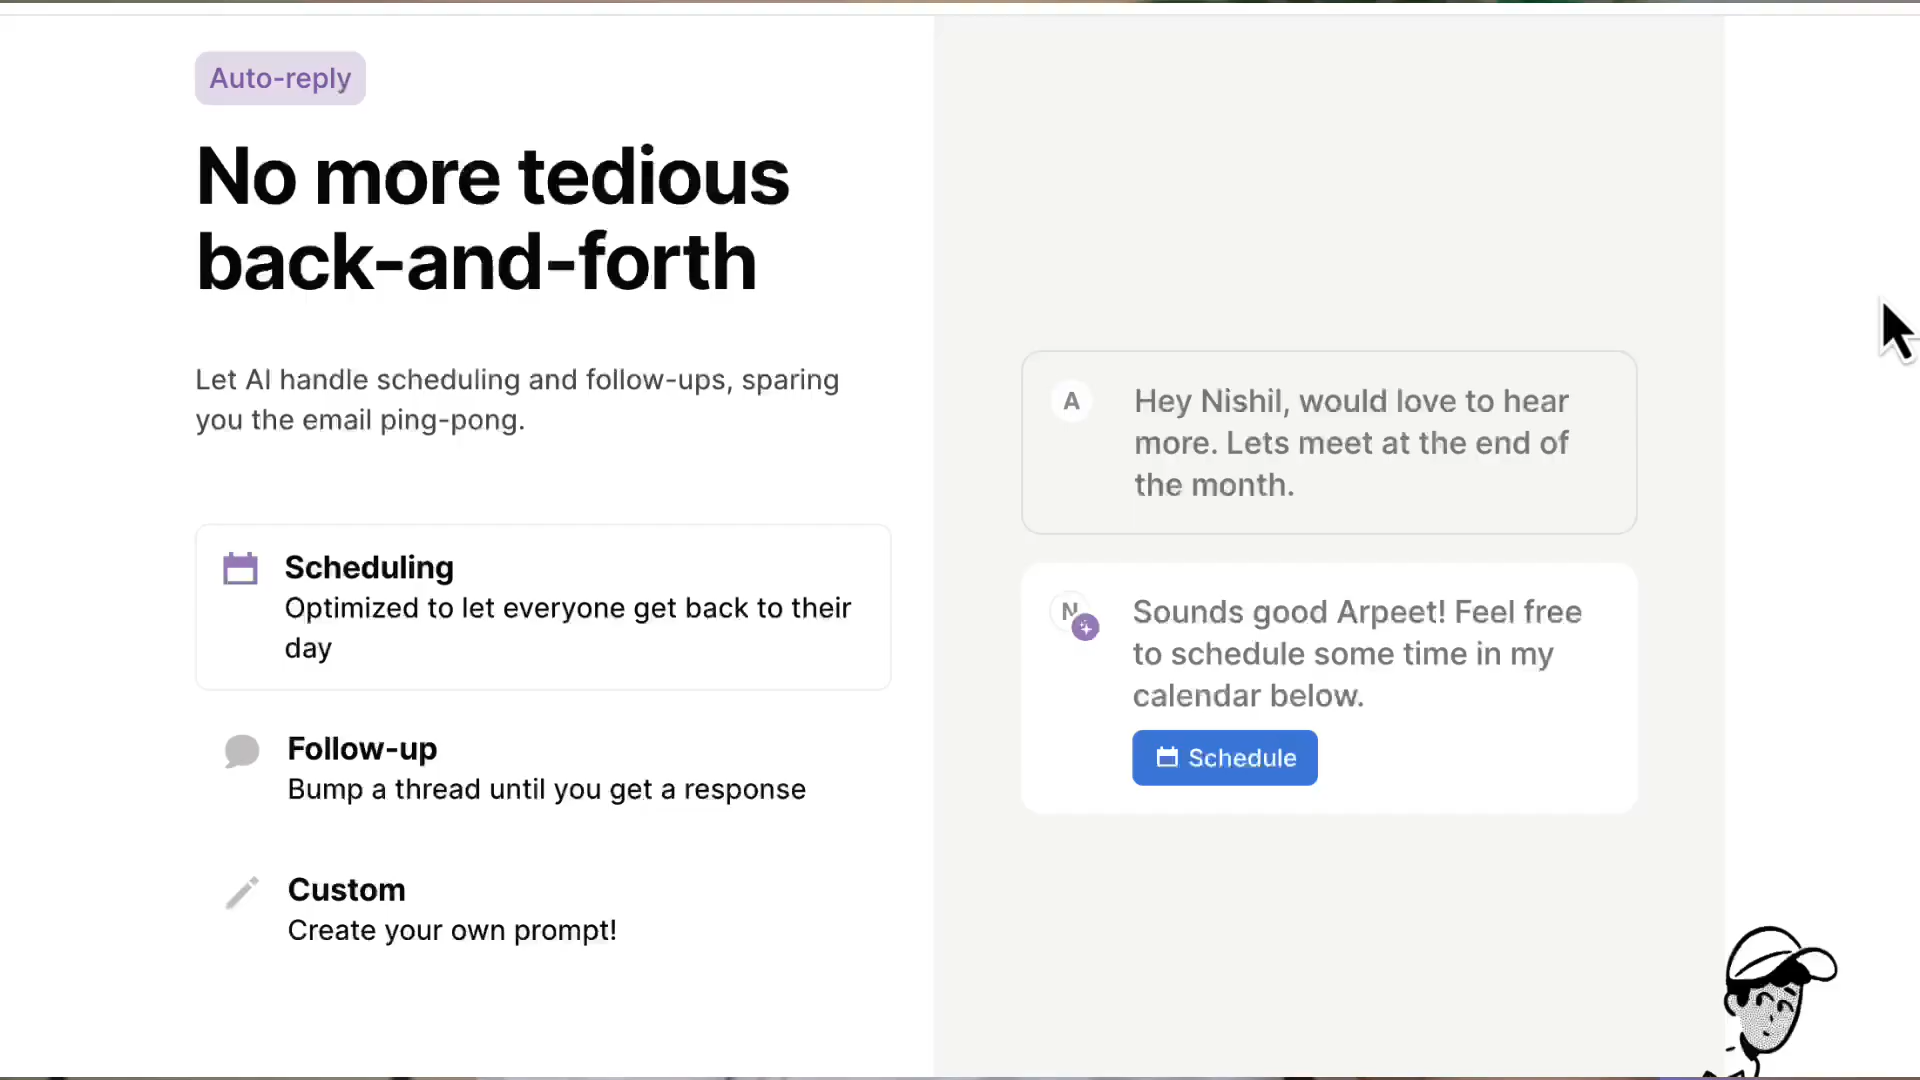 Auto-reply
No more tedious
back-and-forth
Let AI handle scheduling and follow-ups, sparing
you the email ping-pong.
Scheduling
Optimized to let everyone get back to their
day
Follow-up
Bump a thread until you get a response
Custom
Create your own prompt!
A
Hey Nishil, would love to hear
more. Lets meet at the end of
the month.
N
Sounds good Arpeet! Feel free
to schedule some time in my
calendar below.
Schedule